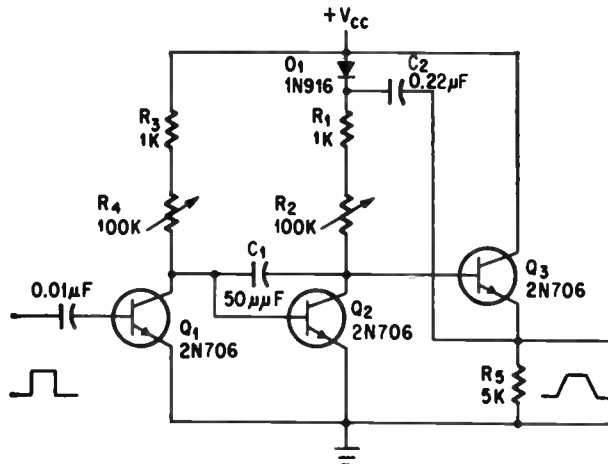 +VCC
D1
1N916
C2
0.22µF
R3
1K
R1
1K
R4
100K
R2
100K
C1
50µµF
0.01µF
Q1
2N706
Q2
2N706
Q3
2N706
R5
5K